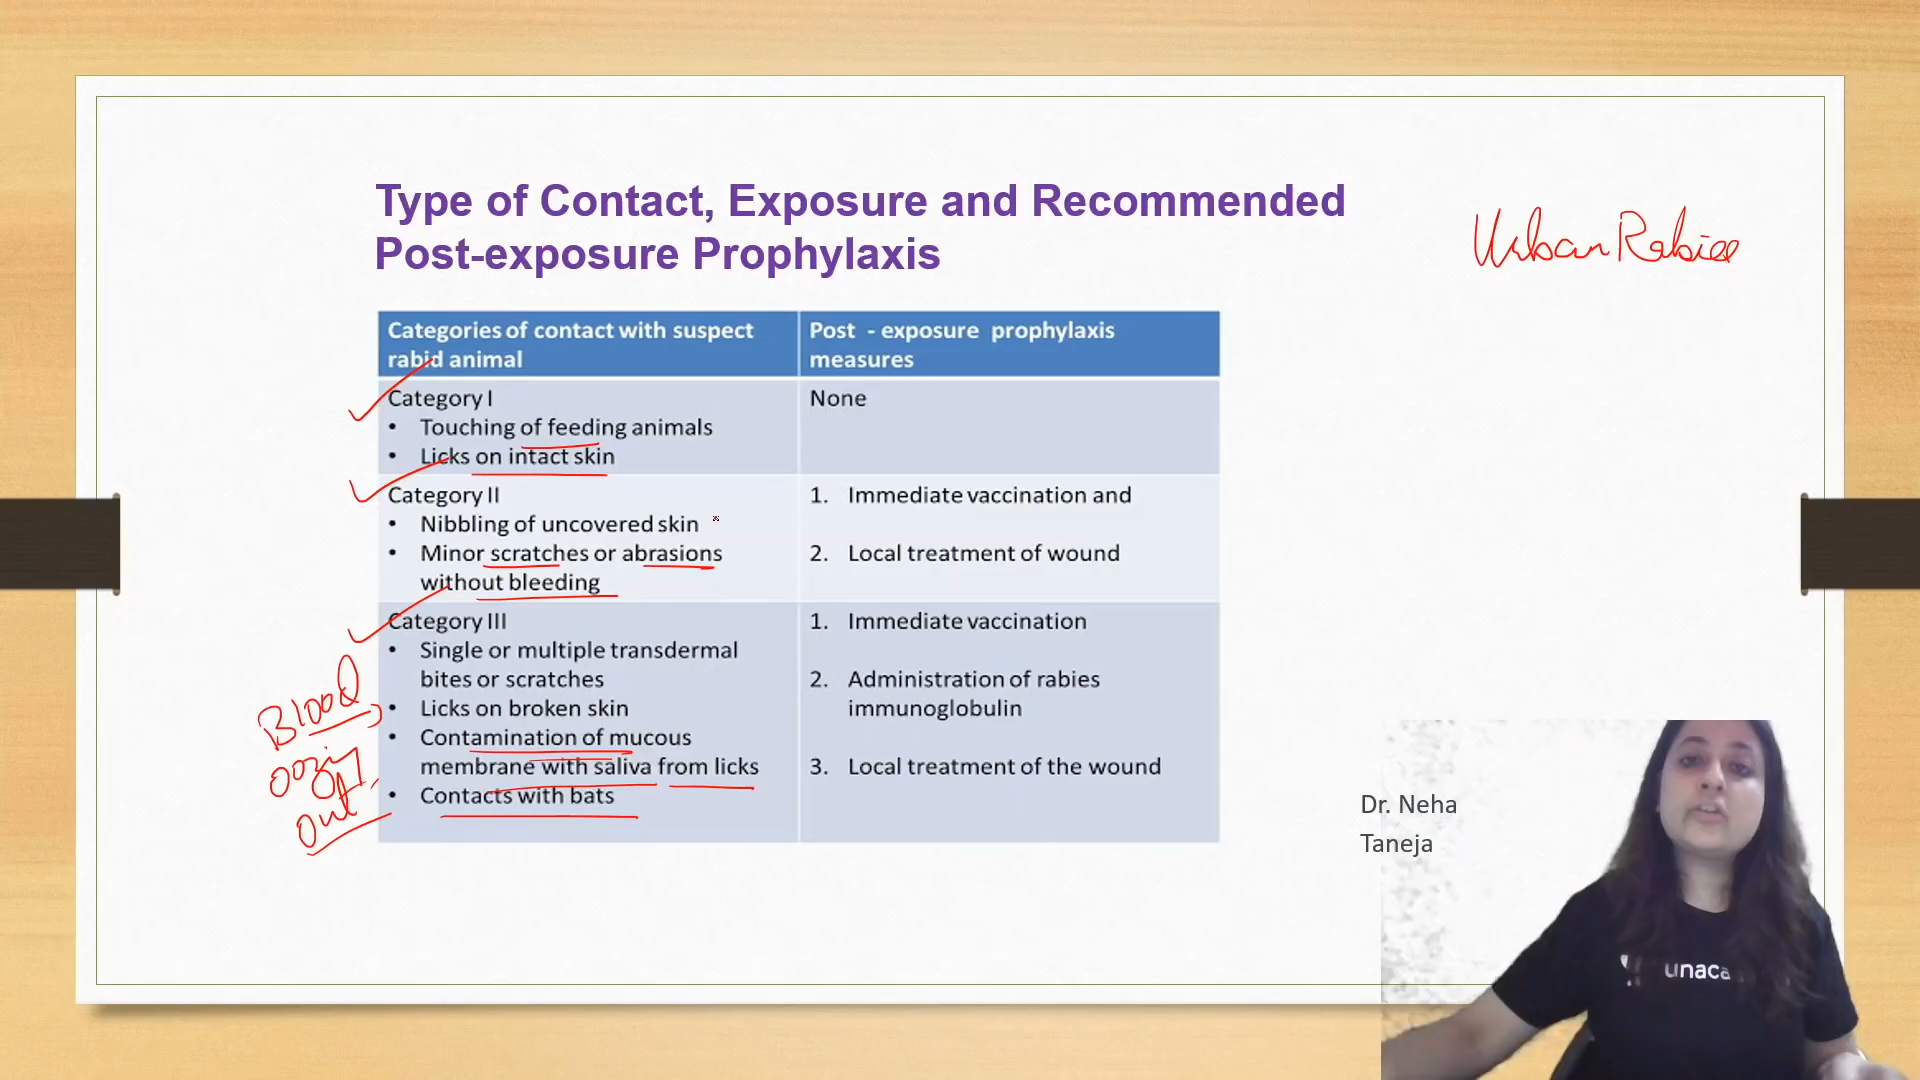 Type of Contact, Exposure and Recommended
Post-exposure Prophylaxis
Urban Rabies
Categories of contact with suspect
rabid animal
Post - exposure prophylaxis
measures
Category I
• Touching of feeding animals
• Licks on intact skin
None
Category II
• Nibbling of uncovered skin
• Minor scratches or abrasions
without bleeding
1. Immediate vaccination and
2. Local treatment of wound
Category III
• Single or multiple transdermal
bites or scratches
• Licks on broken skin
• Contamination of mucous
membrane with saliva from licks
• Contacts with bats
1. Immediate vaccination
2. Administration of rabies
immunoglobulin
3. Local treatment of the wound
Blood
oozing
out
Dr. Neha
Taneja
unaca